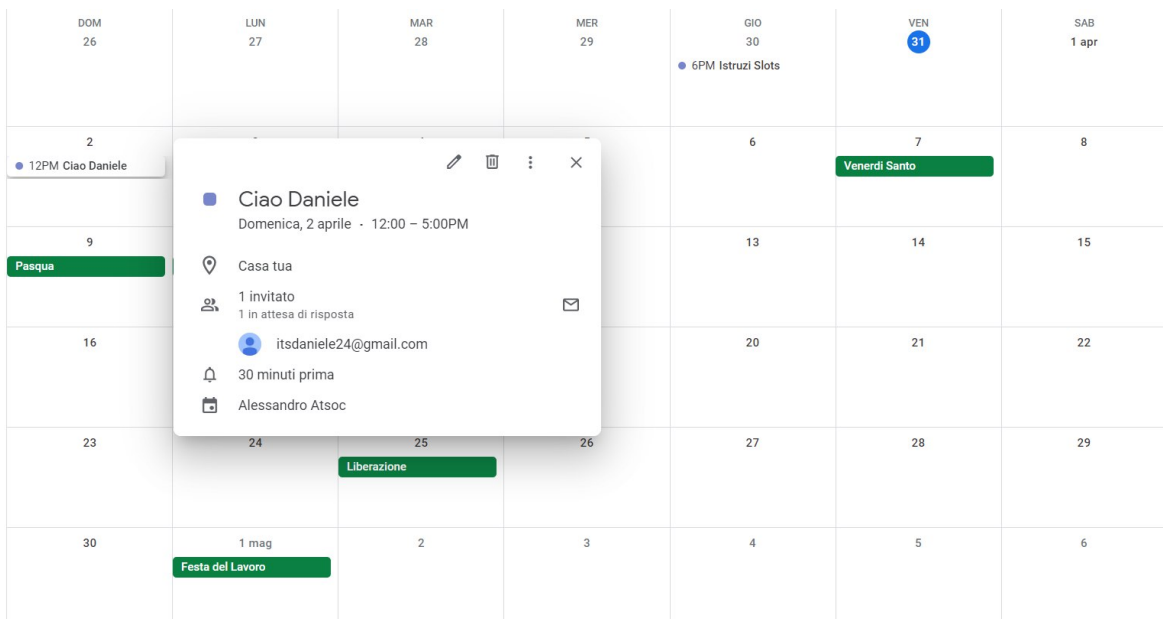 DOM LUN MAR MER GIO VEN SAB
26 27 28 29 30 31 1 apr
6PM Istruzi Slots
2 6 7 8
12PM Ciao Daniele
Venerdì Santo
Ciao Daniele
Domenica, 2 aprile · 12:00 – 5:00PM
Casa tua
1 invitato
1 in attesa di risposta
itsdaniele24@gmail.com
30 minuti prima
Alessandro Atsoc
9 13 14 15
Pasqua
16 20 21 22
23 24 25 26 27 28 29
Liberazione
30 1 mag 2 3 4 5 6
Festa del Lavoro